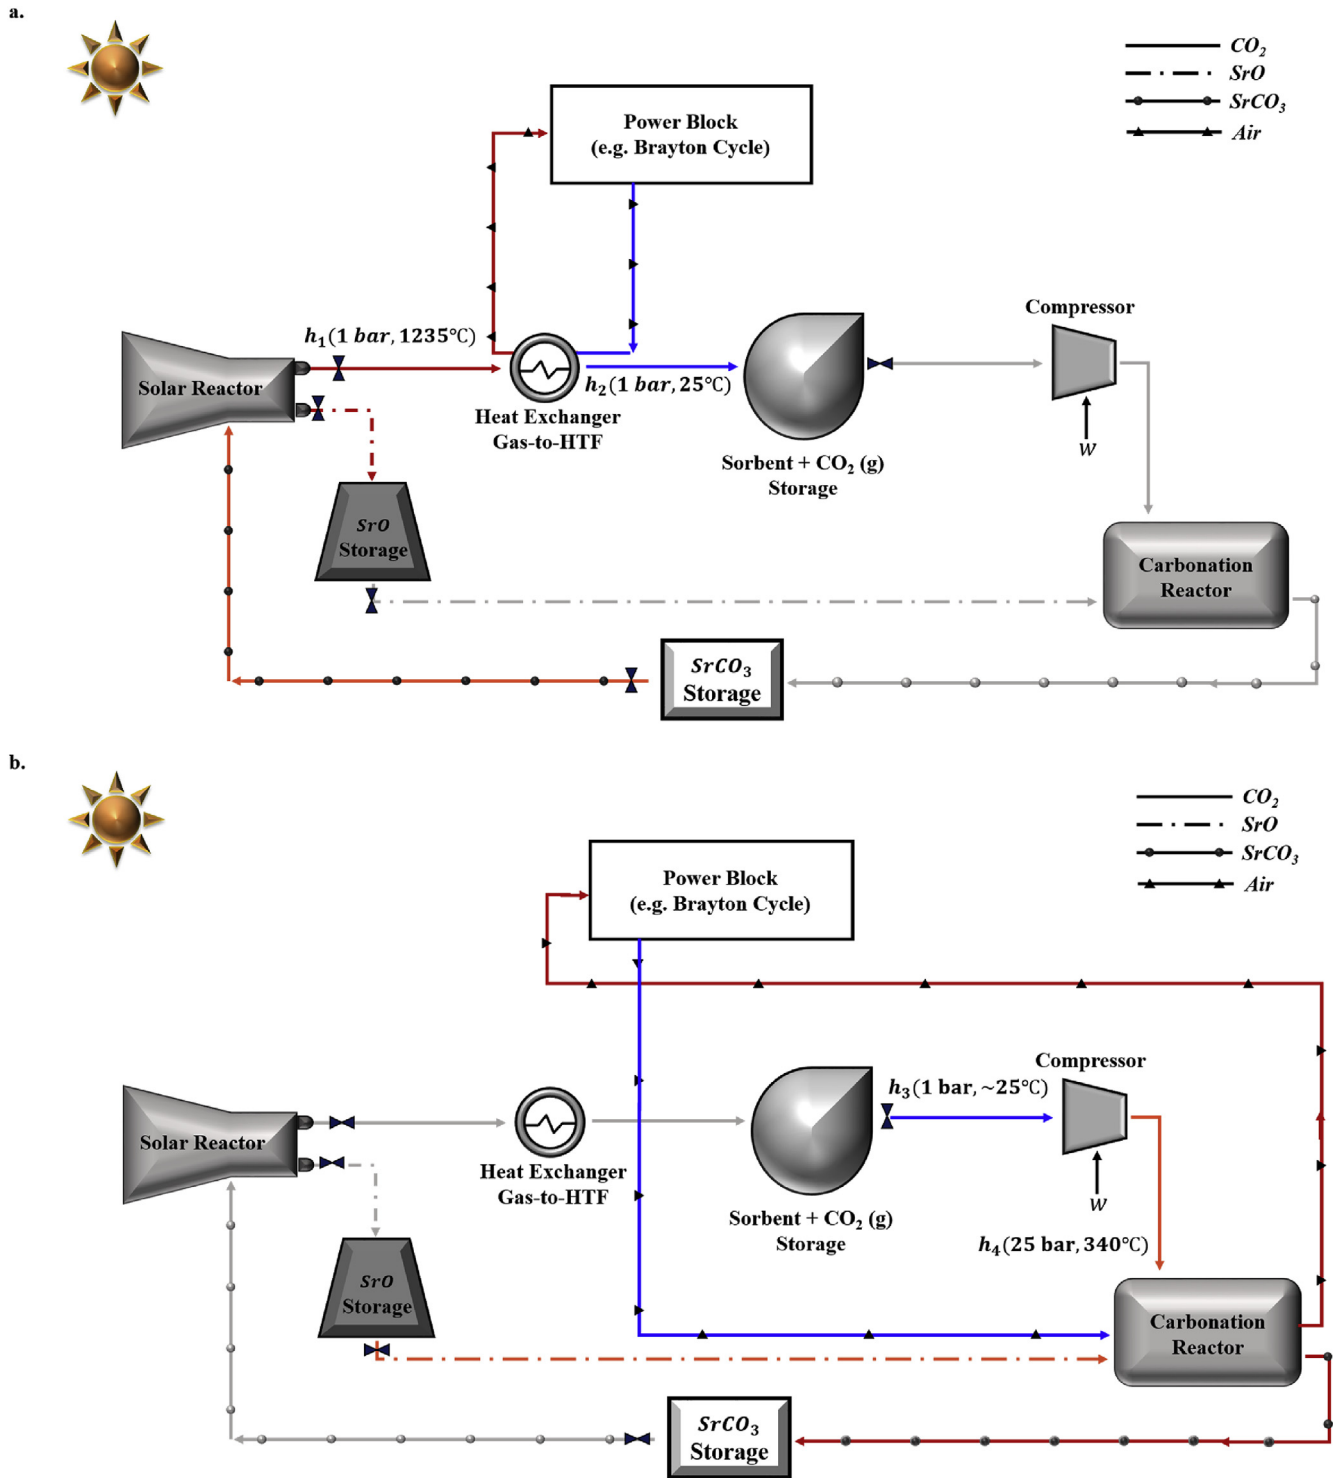 a.
CO₂
SrO
SrCO₃
Air
Power Block
(e.g. Brayton Cycle)
Compressor
h₁(1 bar, 1235℃)
Solar Reactor
h₂(1 bar, 25℃)
Heat Exchanger
Gas-to-HTF
w
Sorbent + CO₂ (g)
Storage
SrO
Storage
Carbonation
Reactor
SrCO₃
Storage
b.
CO₂
SrO
SrCO₃
Air
Power Block
(e.g. Brayton Cycle)
Compressor
h₃(1 bar, ~25℃)
Solar Reactor
Heat Exchanger
Gas-to-HTF
w
Sorbent + CO₂ (g)
Storage
h₄(25 bar, 340℃)
SrO
Storage
Carbonation
Reactor
SrCO₃
Storage